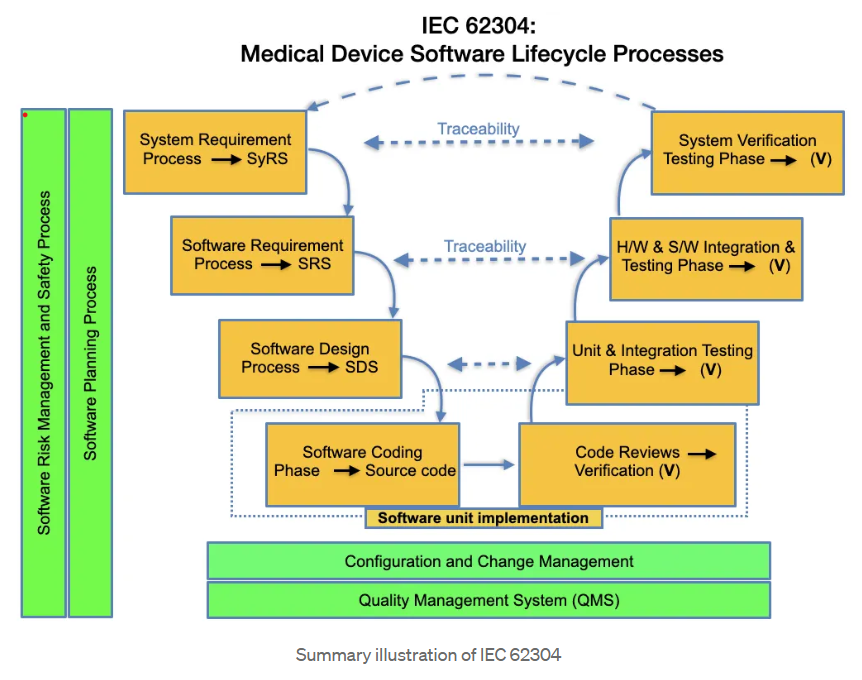 IEC 62304:
Medical Device Software Lifecycle Processes
Software Risk Management and Safety Process
Software Planning Process
System Requirement
Process → SyRS
Traceability
System Verification
Testing Phase → (V)
Software Requirement
Process → SRS
Traceability
H/W & S/W Integration &
Testing Phase → (V)
Software Design
Process → SDS
Unit & Integration Testing
Phase → (V)
Software Coding
Phase → Source code
Code Reviews →
Verification (V)
Software unit implementation
Configuration and Change Management
Quality Management System (QMS)
Summary illustration of IEC 62304